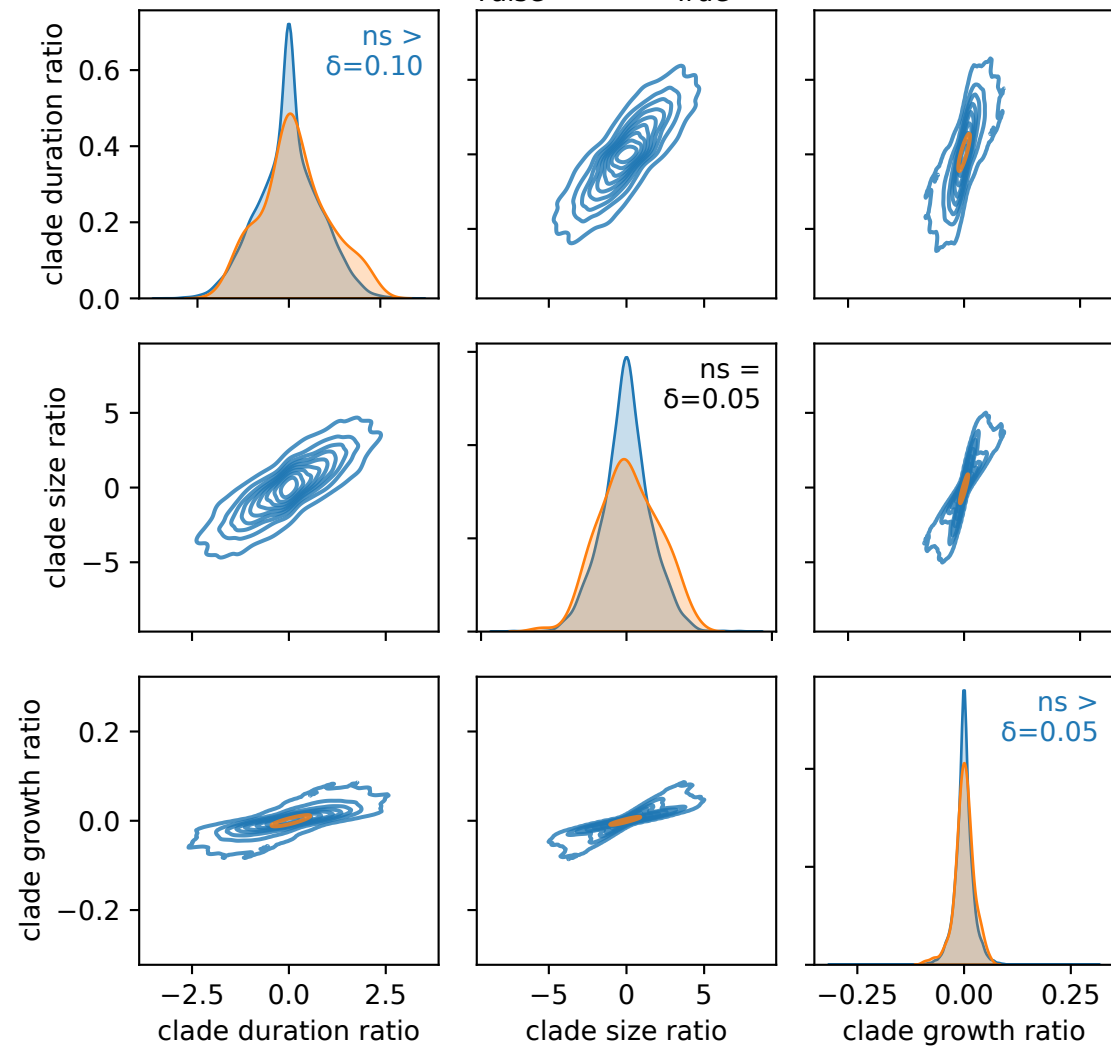 clade duration ratio
0.6
0.4
0.2
0.0
ns >
δ=0.10
clade size ratio
5
0
−5
ns =
δ=0.05
clade growth ratio
0.2
0.0
−0.2
ns >
δ=0.05
−2.5 0.0 2.5
−5 0 5
−0.25 0.00 0.25
clade duration ratio
clade size ratio
clade growth ratio